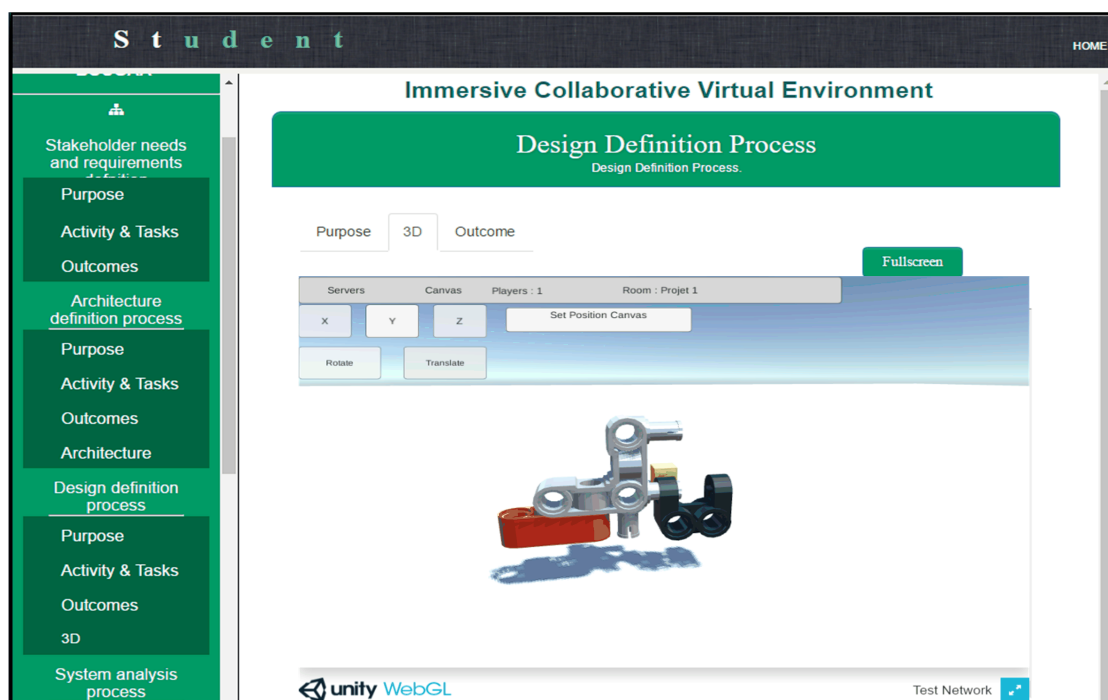 Student
HOME
Immersive Collaborative Virtual Environment
Stakeholder needs
and requirements
Purpose
Activity & Tasks
Outcomes
Architecture
definition process
Purpose
Activity & Tasks
Outcomes
Architecture
Design definition
process
Purpose
Activity & Tasks
Outcomes
3D
System analysis
process
Design Definition Process
Design Definition Process.
Purpose 3D Outcome
Fullscreen
Servers Canvas Players : 1 Room : Projet 1
X Y Z Set Position Canvas
Rotate Translate
unity WebGL
Test Network